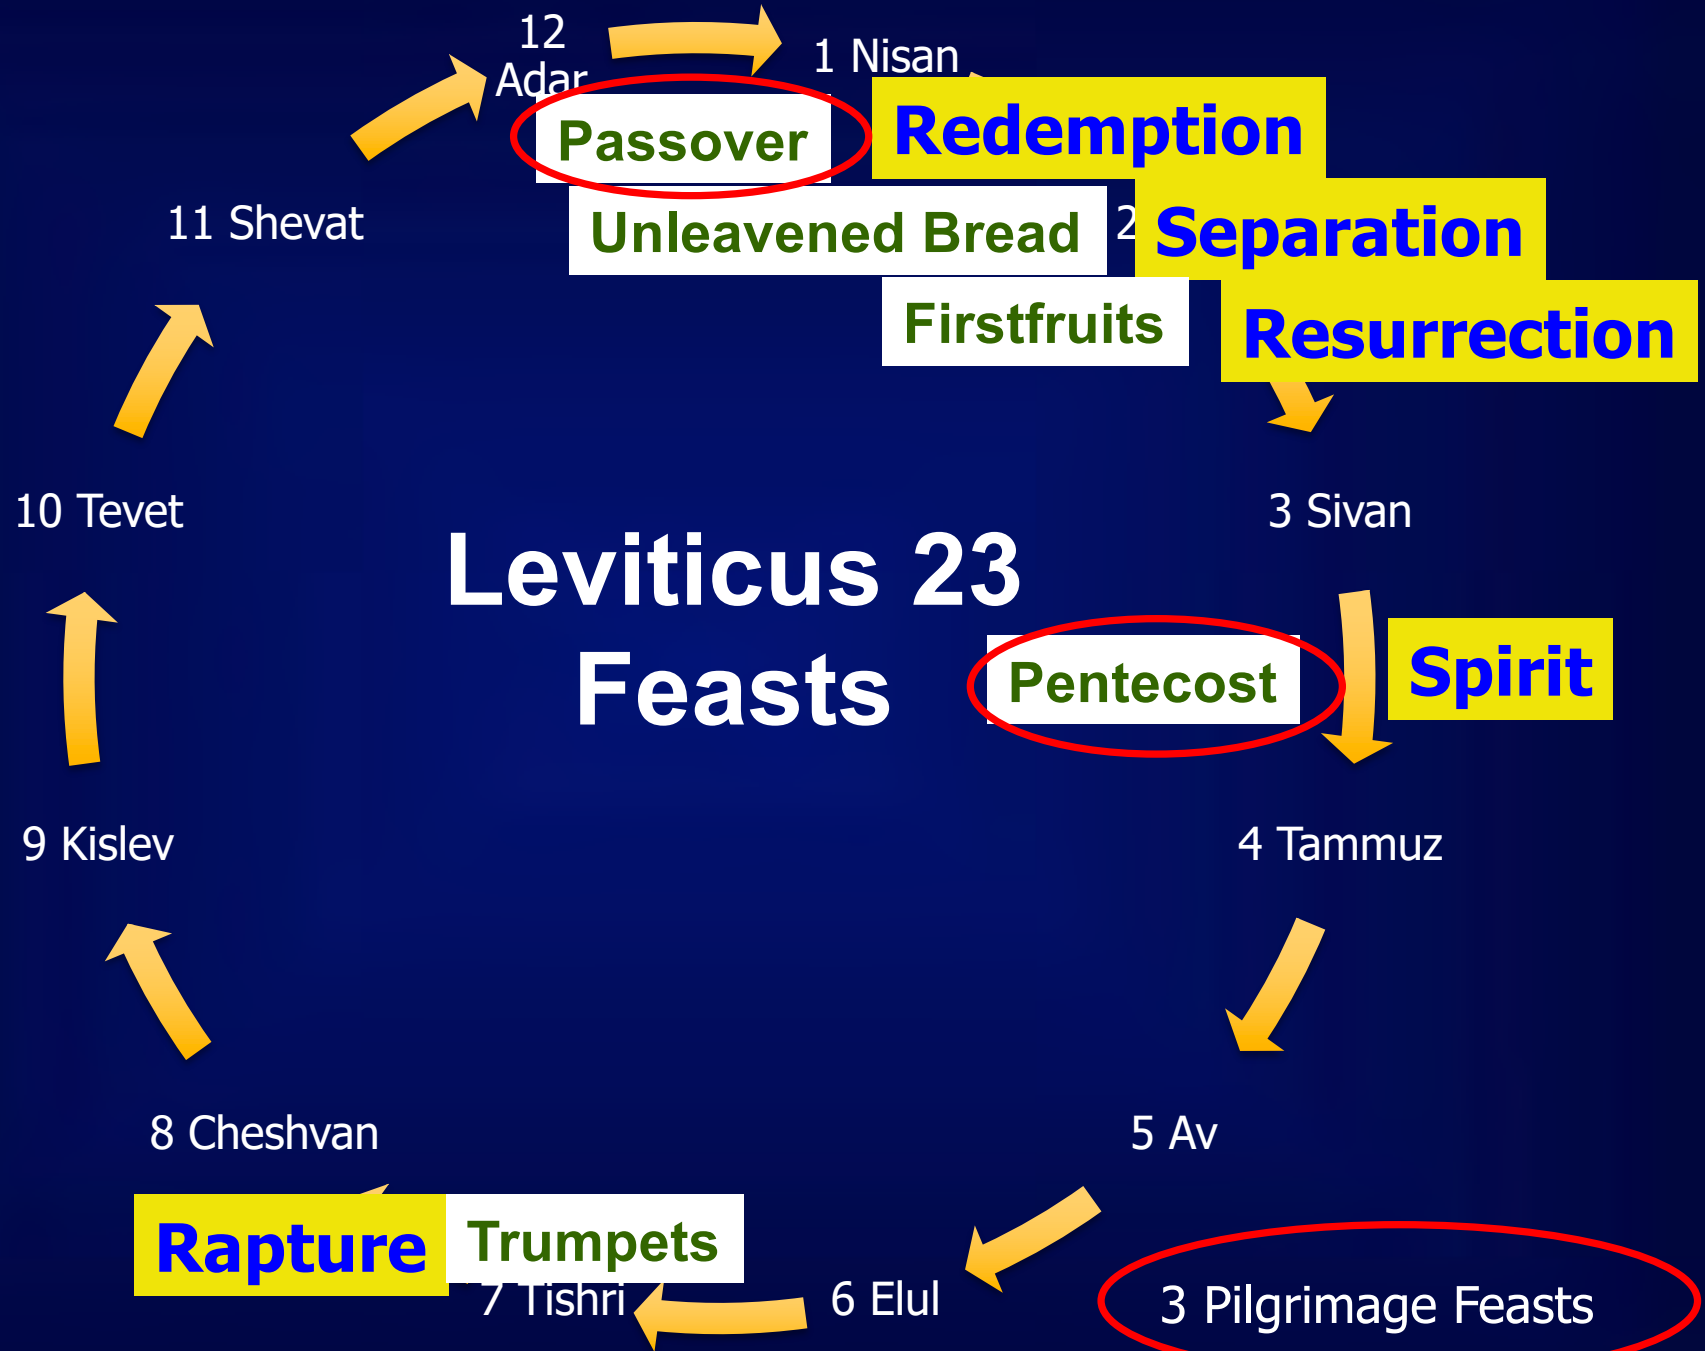 12
Adar
1 Nisan
Passover
Redemption
11 Shevat
Unleavened Bread
2
Separation
Firstfruits
Resurrection
10 Tevet
3 Sivan
Leviticus 23
Feasts
Pentecost
Spirit
9 Kislev
4 Tammuz
8 Cheshvan
5 Av
Rapture
Trumpets
7 Tishri
6 Elul
3 Pilgrimage Feasts